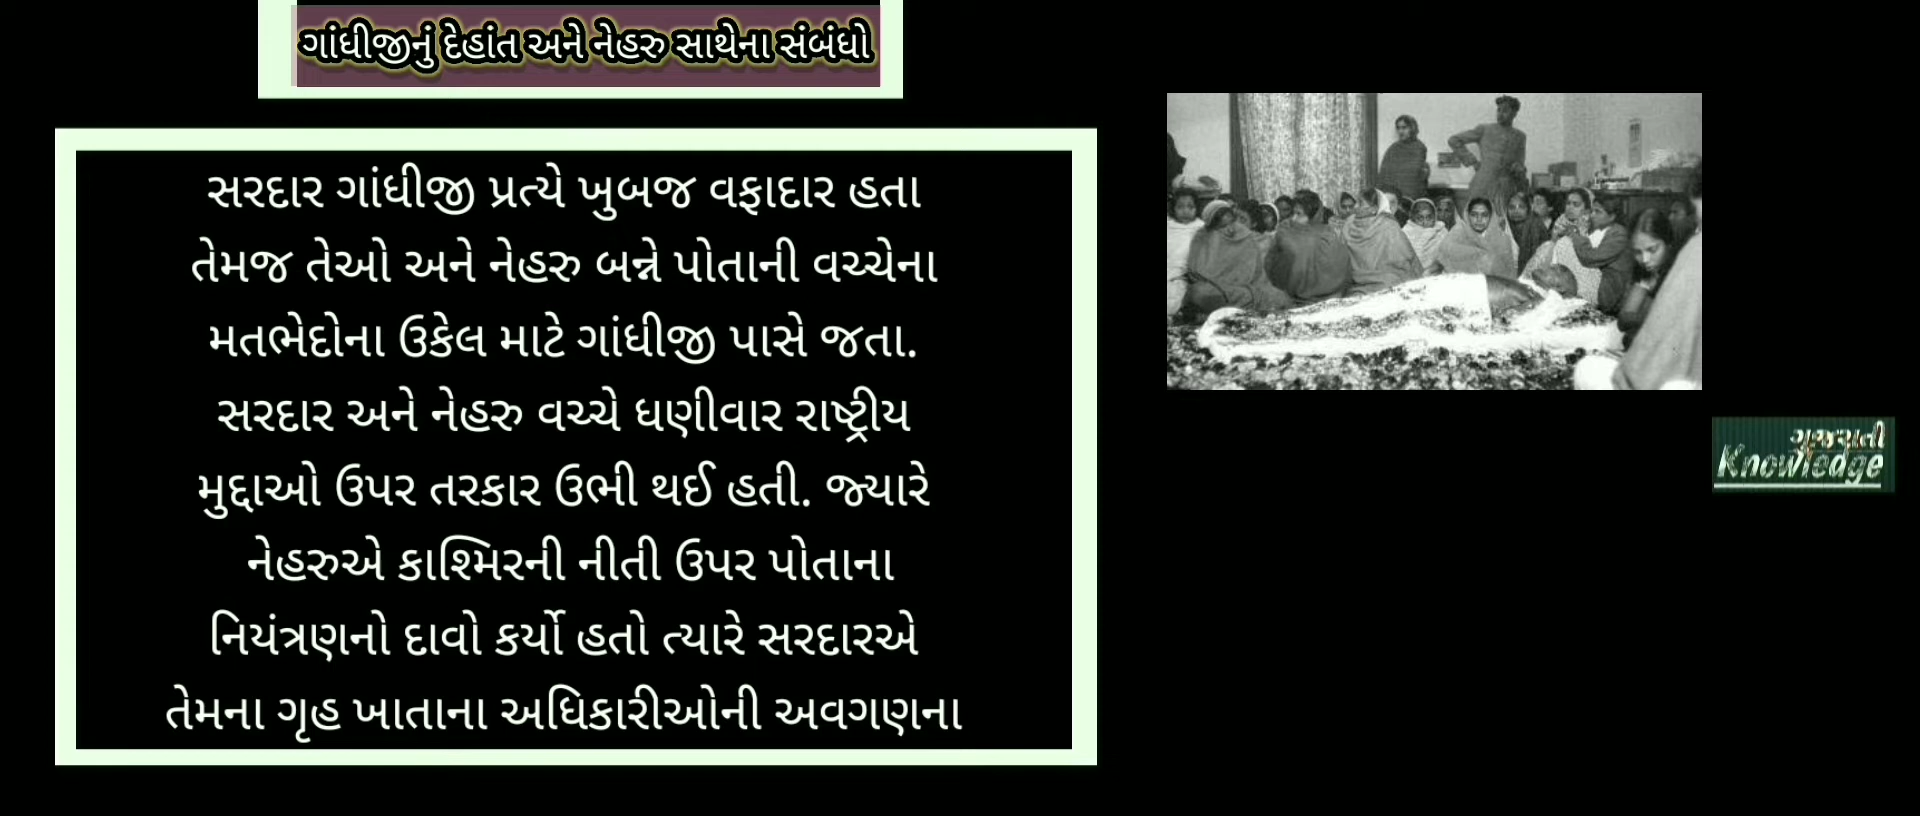 ગાંધીજીનું દેહાંત અને નેહરુ સાથેના સંબંધો
સરદાર ગાંધીજી પ્રત્યે ખુબજ વફાદાર હતા
તેમજ તેઓ અને નેહરુ બન્ને પોતાની વચ્ચેના
મતભેદોના ઉકેલ માટે ગાંધીજી પાસે જતા.
સરદાર અને નેહરુ વચ્ચે ધણીવાર રાષ્ટ્રીય
મુદ્દાઓ ઉપર તરકાર ઉભી થઈ હતી. જ્યારે
નેહરુએ કાશ્મિરની નીતી ઉપર પોતાના
નિયંત્રણનો દાવો કર્યો હતો ત્યારે સરદારએ
તેમના ગૃહ ખાતાના અધિકારીઓની અવગણના
ગુજરાતી
Knowledge